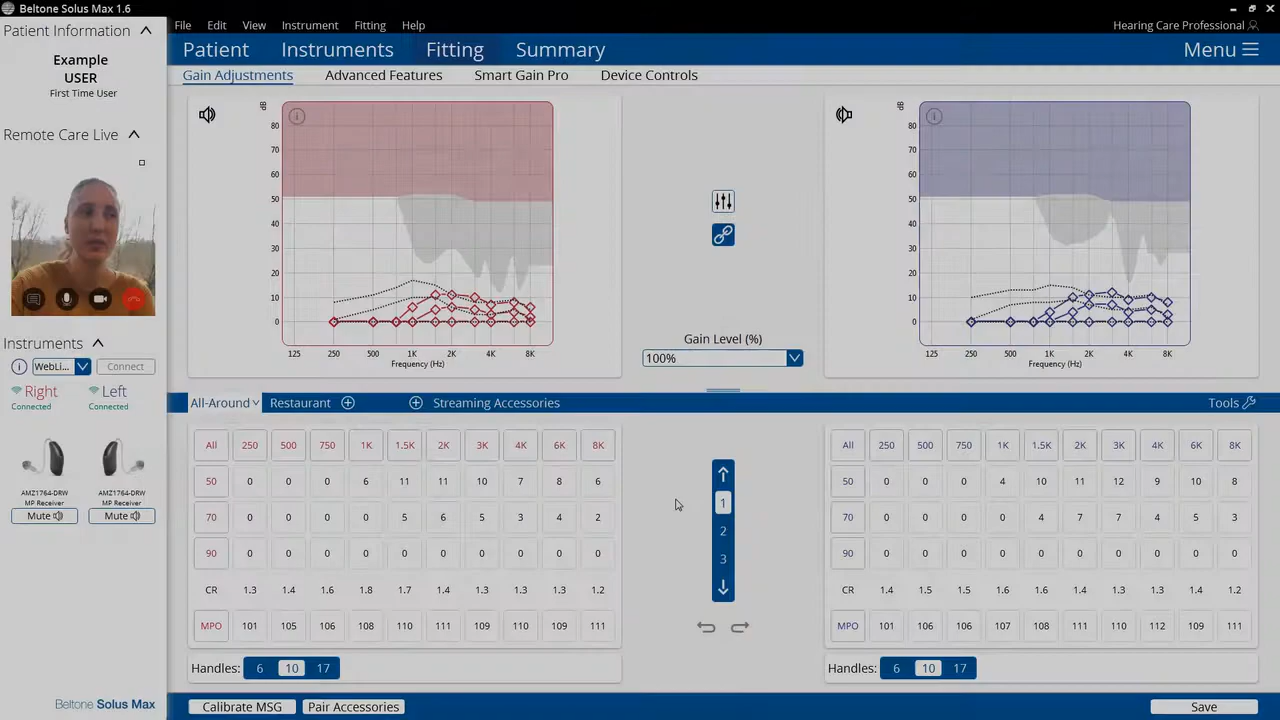 Beltone Solus Max 1.6
File Edit View Instrument Fitting Help
Hearing Care Professional
Patient Instruments Fitting Summary
Menu
Gain Adjustments Advanced Features Smart Gain Pro Device Controls
Patient Information
Example
USER
First Time User
Remote Care Live
Instruments
WebLi... Connect
Right Left
Connected Connected
AMZ1764-DRW AMZ1764-DRW
MP Receiver MP Receiver
Mute Mute
Beltone Solus Max
dB
80
70
60
50
40
30
20
10
0
125 250 500 1K 2K 4K 8K
Frequency (Hz)
Gain Level (%)
100%
dB
80
70
60
50
40
30
20
10
0
125 250 500 1K 2K 4K 8K
Frequency (Hz)
All-Around Restaurant Streaming Accessories Tools
All 250 500 750 1K 1.5K 2K 3K 4K 6K 8K
50 0 0 0 6 11 11 10 7 8 6
70 0 0 0 0 5 6 5 3 4 2
90 0 0 0 0 0 0 0 0 0 0
CR 1.3 1.4 1.6 1.8 1.7 1.4 1.3 1.3 1.3 1.2
MPO 101 105 106 108 110 111 109 110 109 111
Handles: 6 10 17
1
2
3
All 250 500 750 1K 1.5K 2K 3K 4K 6K 8K
50 0 0 0 4 10 11 12 9 10 8
70 0 0 0 0 4 7 7 4 5 3
90 0 0 0 0 0 0 0 0 0 0
CR 1.4 1.5 1.5 1.6 1.6 1.4 1.3 1.3 1.4 1.2
MPO 101 106 106 107 108 111 110 112 109 111
Handles: 6 10 17
Calibrate MSG Pair Accessories Save